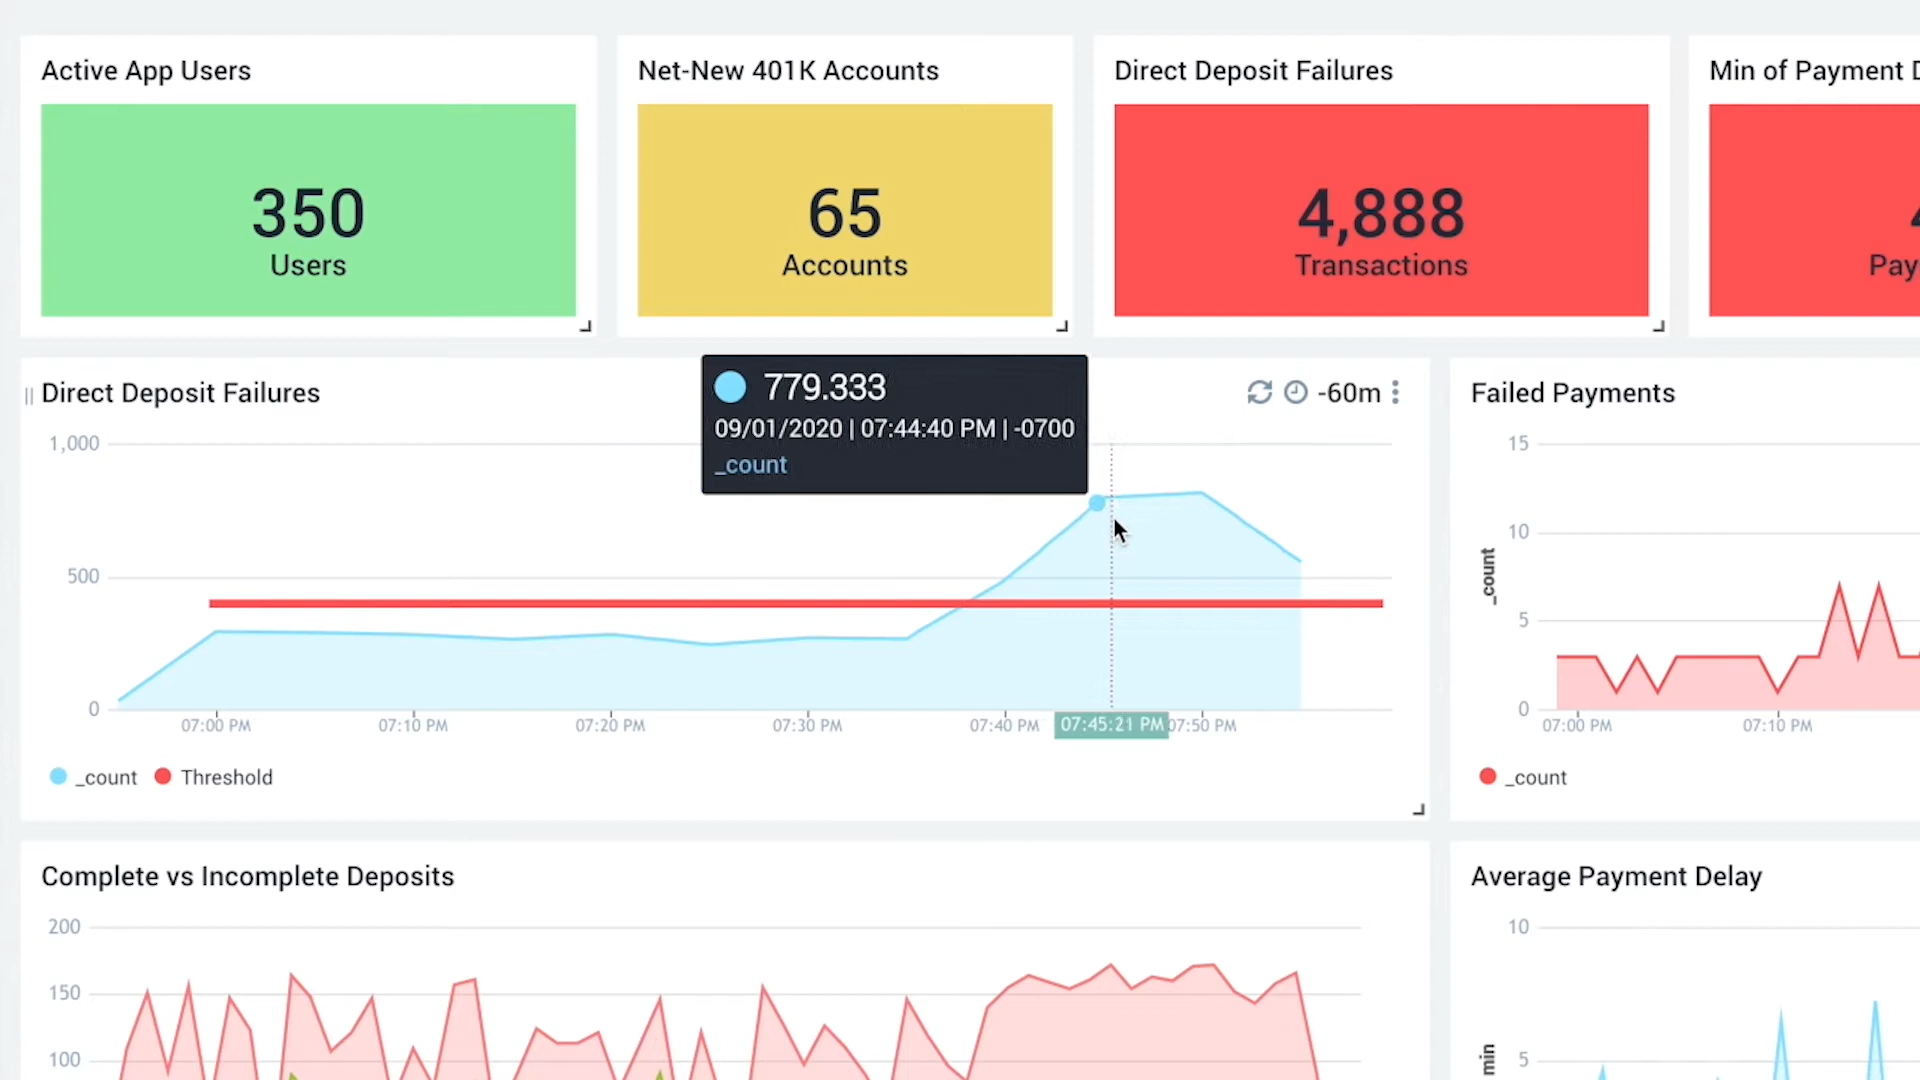 Active App Users
350
Users
Net-New 401K Accounts
65
Accounts
Direct Deposit Failures
4,888
Transactions
Min of Payment
Direct Deposit Failures
779.333
09/01/2020 | 07:44:40 PM | -0700
_count
-60m
1,000
500
0
07:00 PM
07:10 PM
07:20 PM
07:30 PM
07:40 PM
07:45:21 PM
07:50 PM
_count
Threshold
Failed Payments
_count
15
10
5
0
07:00 PM
07:10 PM
_count
Complete vs Incomplete Deposits
200
150
100
Average Payment Delay
10
5
min